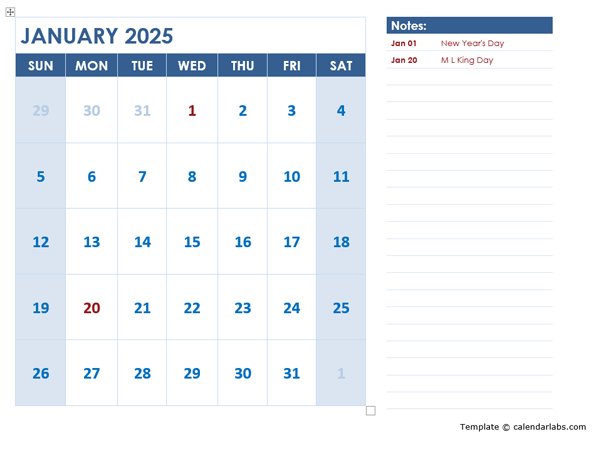 JANUARY 2025
SUN MON TUE WED THU FRI SAT
29 30 31 1 2 3 4
5 6 7 8 9 10 11
12 13 14 15 16 17 18
19 20 21 22 23 24 25
26 27 28 29 30 31 1
Notes:
Jan 01 New Year's Day
Jan 20 M L King Day
Template © calendarlabs.com